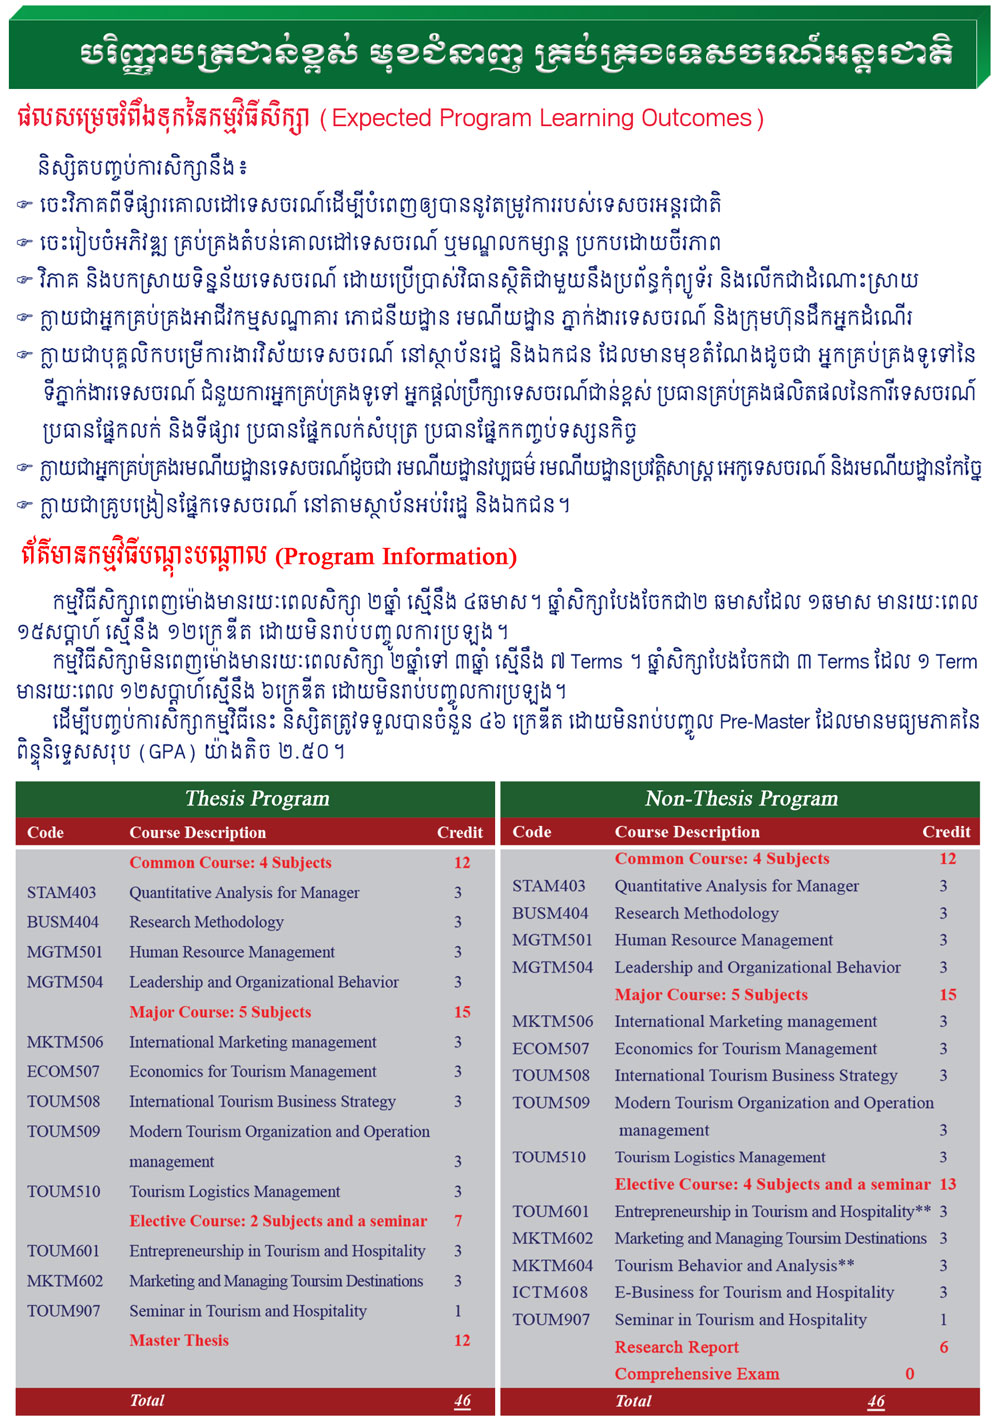 បរិញ្ញាបត្រជាន់ខ្ពស់ មុខជំនាញ គ្រប់គ្រងទេសចរណ៍អន្តរជាតិ
ផលសម្រេចរំពឹងទុកនៃកម្មវិធីសិក្សា (Expected Program Learning Outcomes)
និស្សិតបញ្ចប់ការសិក្សានឹង៖
☞ ចេះវិភាគពីទីផ្សារគោលដៅទេសចរណ៍ដើម្បីបំពេញឲ្យបាននូវតម្រូវការរបស់ទេសចរអន្តរជាតិ
☞ ចេះរៀបចំអភិវឌ្ឍ គ្រប់គ្រងតំបន់គោលដៅទេសចរណ៍ ឬមណ្ឌលកម្សាន្ត ប្រកបដោយចីរភាព
☞ វិភាគ និងបកស្រាយទិន្នន័យទេសចរណ៍ ដោយប្រើប្រាស់វិធានស្ថិតិជាមួយនឹងប្រព័ន្ធកុំព្យូទ័រ និងលើកជាដំណោះស្រាយ
☞ ក្លាយជាអ្នកគ្រប់គ្រងអាជីវកម្មសណ្ឋាគារ ភោជនីយដ្ឋាន រមណីយដ្ឋាន ភ្នាក់ងារទេសចរណ៍ និងក្រុមហ៊ុនដឹកអ្នកដំណើរ
☞ ក្លាយជាបុគ្គលិកបម្រើការងារវិស័យទេសចរណ៍ នៅស្ថាប័នរដ្ឋ និងឯកជន ដែលមានមុខតំណែងដូចជា អ្នកគ្រប់គ្រងទូទៅនៃ
ទីភ្នាក់ងារទេសចរណ៍ ជំនួយការអ្នកគ្រប់គ្រងទូទៅ អ្នកផ្តល់ប្រឹក្សាទេសចរណ៍ជាន់ខ្ពស់ ប្រធានគ្រប់គ្រងផលិតផលនៃការីទេសចរណ៍
ប្រធានផ្នែកលក់ និងទីផ្សារ ប្រធានផ្នែកលក់សំបុត្រ ប្រធានផ្នែកកញ្ចប់ទស្សនកិច្ច
☞ ក្លាយជាអ្នកគ្រប់គ្រងរមណីយដ្ឋានទេសចរណ៍ដូចជា រមណីយដ្ឋានវប្បធម៌ រមណីយដ្ឋានប្រវត្តិសាស្ត្រ អេកូទេសចរណ៍ និងរមណីយដ្ឋានកែច្នៃ
☞ ក្លាយជាគ្រូបង្រៀនផ្នែកទេសចរណ៍ នៅតាមស្ថាប័នអប់រំរដ្ឋ និងឯកជន។
ព័ត៌មានកម្មវិធីបណ្តុះបណ្តាល (Program Information)
កម្មវិធីសិក្សាពេញម៉ោងមានរយៈពេលសិក្សា ២ឆ្នាំ ស្មើនឹង ៤ឆមាស។ ឆ្នាំសិក្សាបែងចែកជា២ ឆមាសដែល ១ឆមាស មានរយៈពេល
១៥សប្តាហ៍ ស្មើនឹង ១២ក្រេឌីត ដោយមិនរាប់បញ្ចូលការប្រឡង។
កម្មវិធីសិក្សាមិនពេញម៉ោងមានរយៈពេលសិក្សា ២ឆ្នាំទៅ ៣ឆ្នាំ ស្មើនឹង ៧ Terms ។ ឆ្នាំសិក្សាបែងចែកជា ៣ Terms ដែល ១ Term
មានរយៈពេល ១២សប្តាហ៍ស្មើនឹង ៦ក្រេឌីត ដោយមិនរាប់បញ្ចូលការប្រឡង។
ដើម្បីបញ្ចប់ការសិក្សាកម្មវិធីនេះ និស្សិតត្រូវទទួលបានចំនួន ៤៦ ក្រេឌីត ដោយមិនរាប់បញ្ចូល Pre-Master ដែលមានមធ្យមភាគនៃ
ពិន្ទុនិទ្ទេសសរុប (GPA) យ៉ាងតិច ២.៥០។
Thesis Program
Code Course Description Credit
Common Course: 4 Subjects 12
STAM403 Quantitative Analysis for Manager 3
BUSM404 Research Methodology 3
MGTM501 Human Resource Management 3
MGTM504 Leadership and Organizational Behavior 3
Major Course: 5 Subjects 15
MKTM506 International Marketing management 3
ECOM507 Economics for Tourism Management 3
TOUM508 International Tourism Business Strategy 3
TOUM509 Modern Tourism Organization and Operation
management 3
TOUM510 Tourism Logistics Management 3
Elective Course: 2 Subjects and a seminar 7
TOUM601 Entrepreneurship in Tourism and Hospitality 3
MKTM602 Marketing and Managing Toursim Destinations 3
TOUM907 Seminar in Tourism and Hospitality 1
Master Thesis 12
Total 46
Non-Thesis Program
Code Course Description Credit
Common Course: 4 Subjects 12
STAM403 Quantitative Analysis for Manager 3
BUSM404 Research Methodology 3
MGTM501 Human Resource Management 3
MGTM504 Leadership and Organizational Behavior 3
Major Course: 5 Subjects 15
MKTM506 International Marketing management 3
ECOM507 Economics for Tourism Management 3
TOUM508 International Tourism Business Strategy 3
TOUM509 Modern Tourism Organization and Operation
management 3
TOUM510 Tourism Logistics Management 3
Elective Course: 4 Subjects and a seminar 13
TOUM601 Entrepreneurship in Tourism and Hospitality** 3
MKTM602 Marketing and Managing Toursim Destinations 3
MKTM604 Tourism Behavior and Analysis** 3
ICTM608 E-Business for Tourism and Hospitality 3
TOUM907 Seminar in Tourism and Hospitality 1
Research Report 6
Comprehensive Exam 0
Total 46